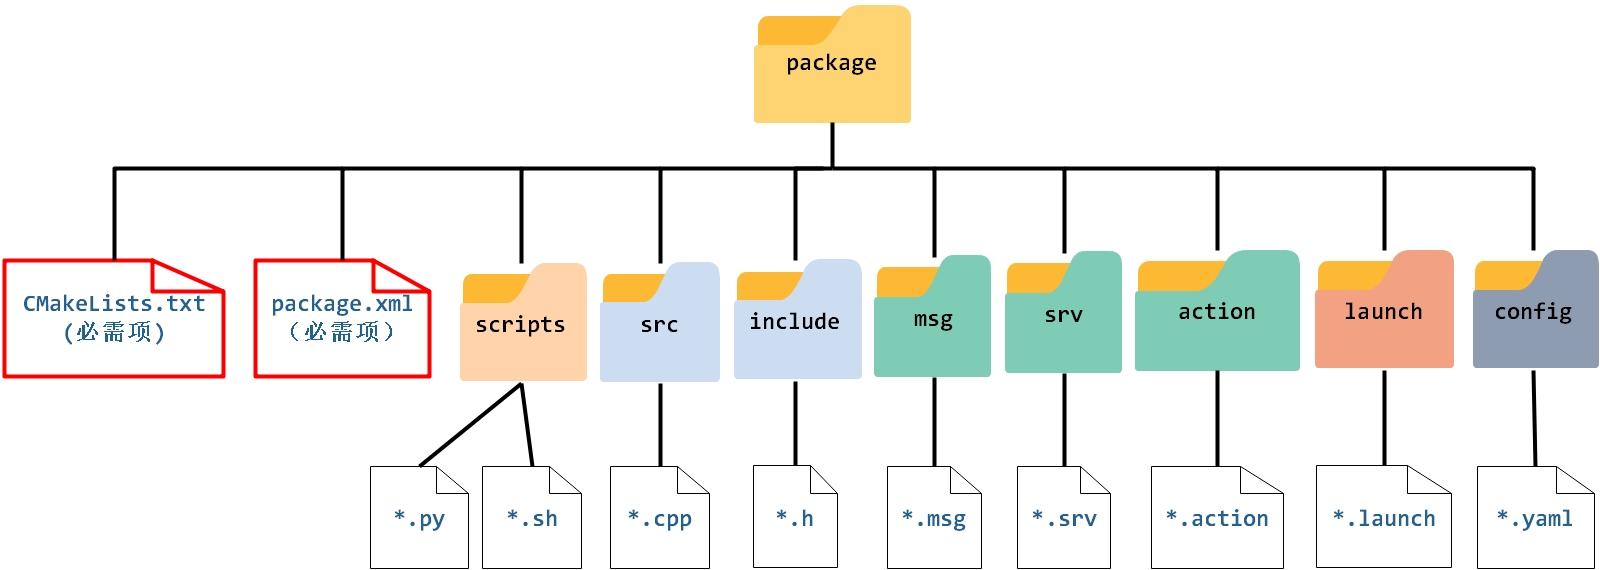 package
CMakeLists.txt
(必需项)
package.xml
（必需项）
scripts
src
include
msg
srv
action
launch
config
*.py
*.sh
*.cpp
*.h
*.msg
*.srv
*.action
*.launch
*.yaml